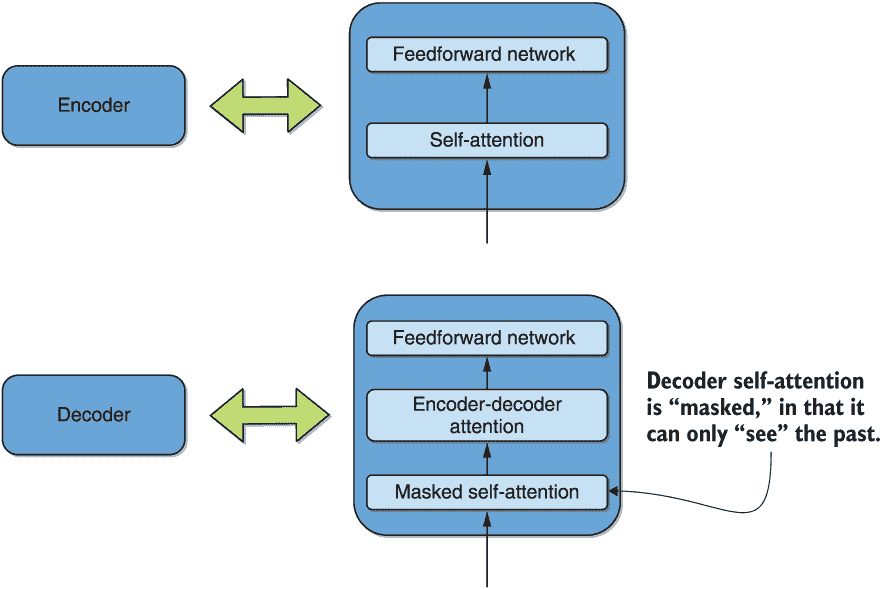 Feedforward network
Encoder
Self-attention
Feedforward network
Decoder
Encoder-decoder
attention
Masked self-attention
Decoder self-attention
is “masked,” in that it
can only “see” the past.